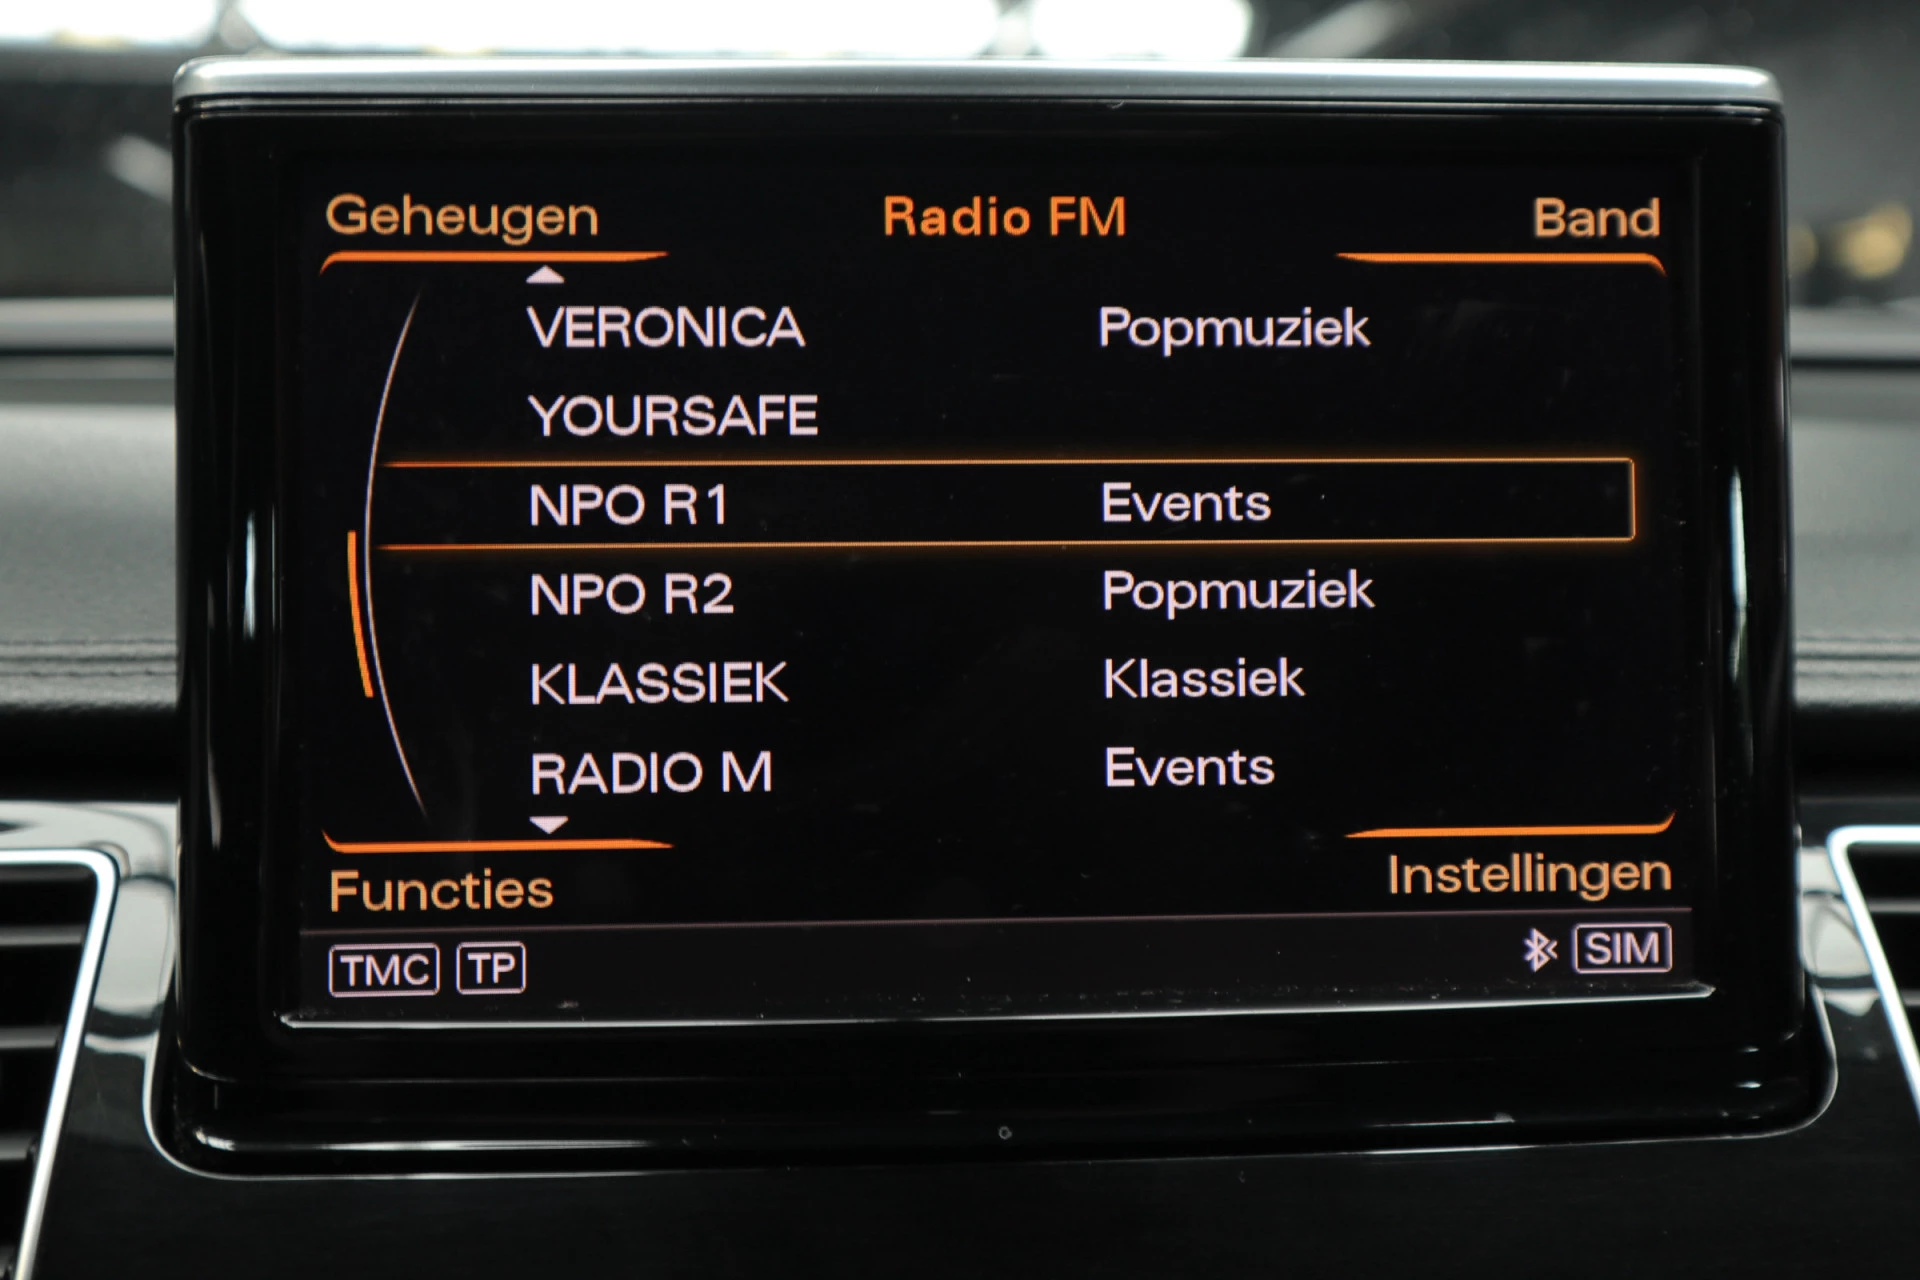 Geheugen Radio FM Band
VERONICA Popmuziek
YOURSAFE
NPO R1 Events
NPO R2 Popmuziek
KLASSIEK Klassiek
RADIO M Events
Functies Instellingen
TMC TP SIM